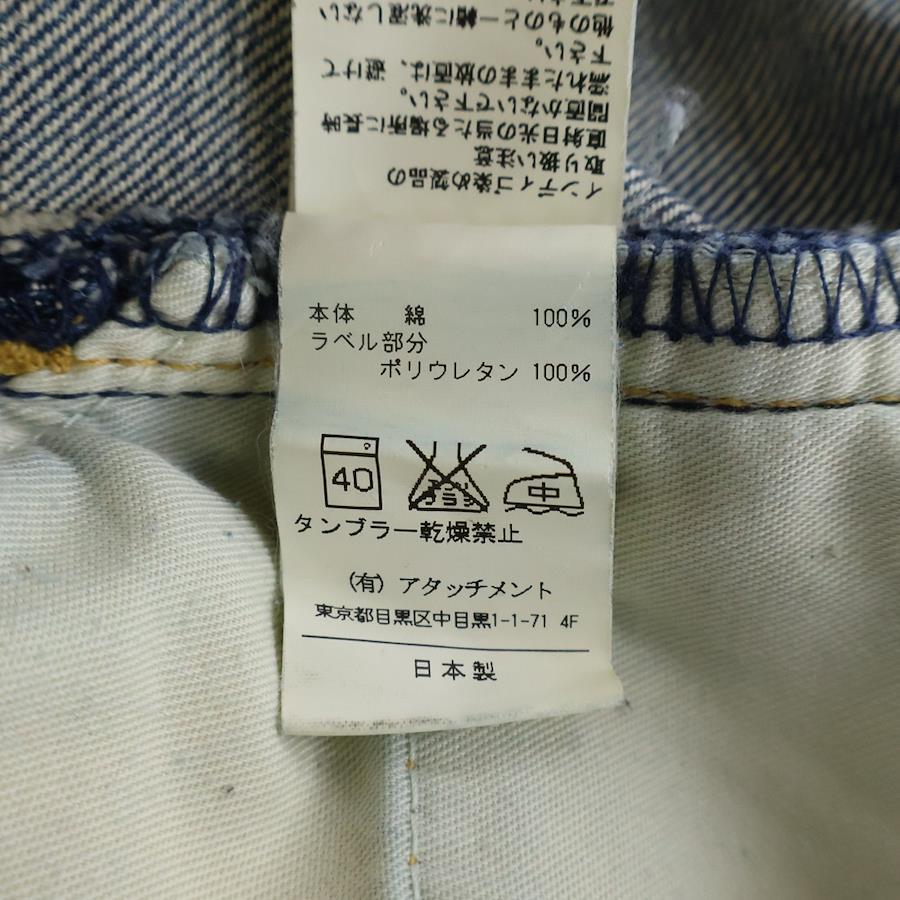 インディゴ染め製品の
取り扱い注意
直射日光の当たる場所に長時
間置かないで下さい。
濡れたままの放置は、避けて
下さい。
他のものと一緒に洗濯しない
本体 綿 100%
ラベル部分
ポリウレタン 100%
40 中
タンブラー乾燥禁止
(有) アタッチメント
東京都目黒区中目黒1-1-71 4F
日本製